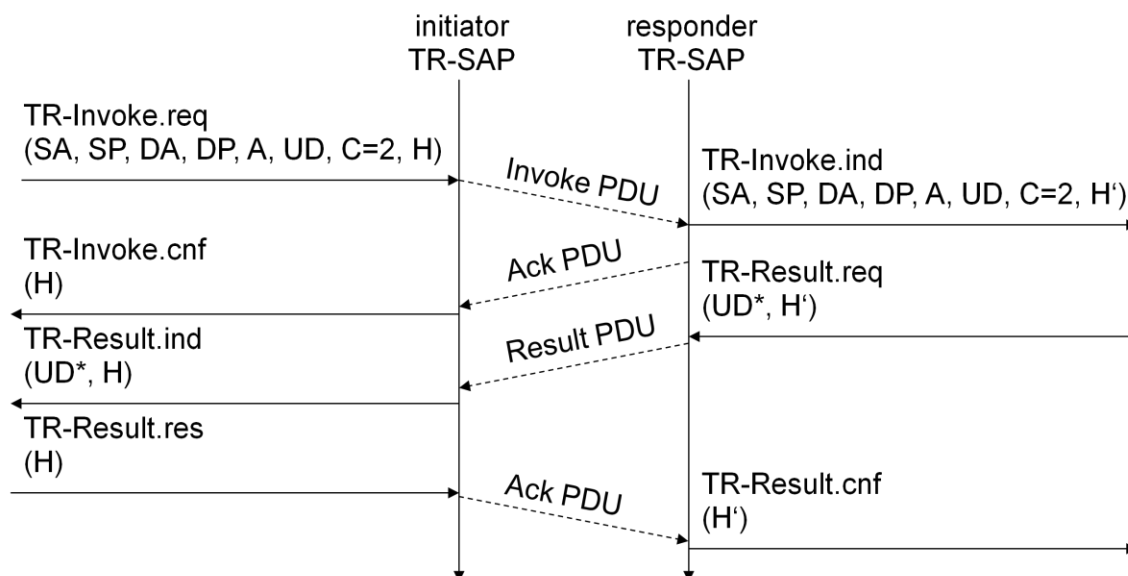 initiator
TR-SAP
responder
TR-SAP
TR-Invoke.req
(SA, SP, DA, DP, A, UD, C=2, H)
Invoke PDU
TR-Invoke.ind
(SA, SP, DA, DP, A, UD, C=2, H‘)
TR-Invoke.cnf
(H)
Ack PDU
TR-Result.req
(UD*, H‘)
TR-Result.ind
(UD*, H)
Result PDU
TR-Result.res
(H)
Ack PDU
TR-Result.cnf
(H‘)